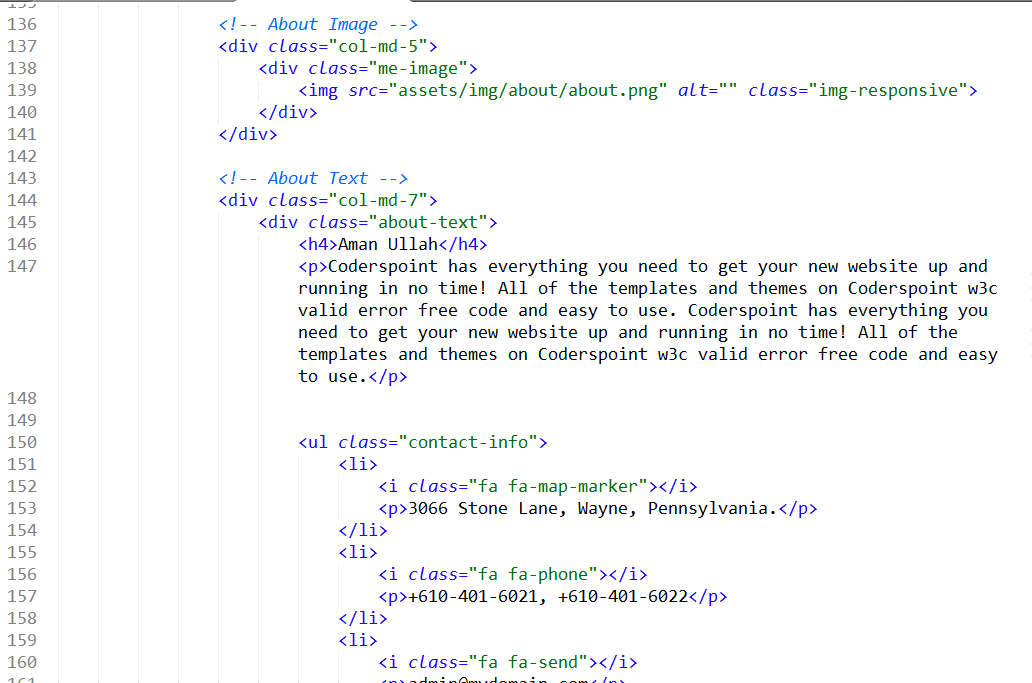 136 <!-- About Image -->
137 <div class="col-md-5">
138 <div class="me-image">
139 <img src="assets/img/about/about.png" alt="" class="img-responsive">
140 </div>
141 </div>
142
143 <!-- About Text -->
144 <div class="col-md-7">
145 <div class="about-text">
146 <h4>Aman Ullah</h4>
147 <p>Coderspoint has everything you need to get your new website up and
running in no time! All of the templates and themes on Coderspoint w3c
valid error free code and easy to use. Coderspoint has everything you
need to get your new website up and running in no time! All of the
templates and themes on Coderspoint w3c valid error free code and easy
to use.</p>
148
149
150 <ul class="contact-info">
151 <li>
152 <i class="fa fa-map-marker"></i>
153 <p>3066 Stone Lane, Wayne, Pennsylvania.</p>
154 </li>
155 <li>
156 <i class="fa fa-phone"></i>
157 <p>+610-401-6021, +610-401-6022</p>
158 </li>
159 <li>
160 <i class="fa fa-send"></i>
161 <p>admin@mydomain.com</p>